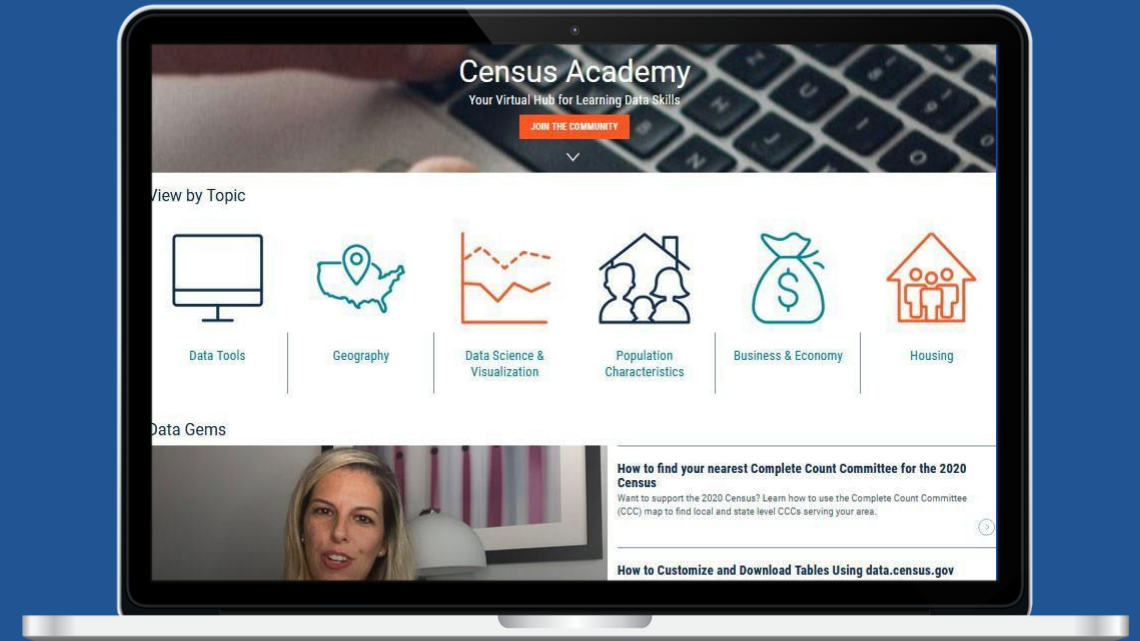 Census Academy
Your Virtual Hub for Learning Data Skills
JOIN THE COMMUNITY
View by Topic
Data Tools
Geography
Data Science &
Visualization
Population
Characteristics
Business & Economy
Housing
Data Gems
How to find your nearest Complete Count Committee for the 2020
Census
Want to support the 2020 Census? Learn how to use the Complete Count Committee
(CCC) map to find local and state level CCCs serving your area.
How to Customize and Download Tables Using data.census.gov